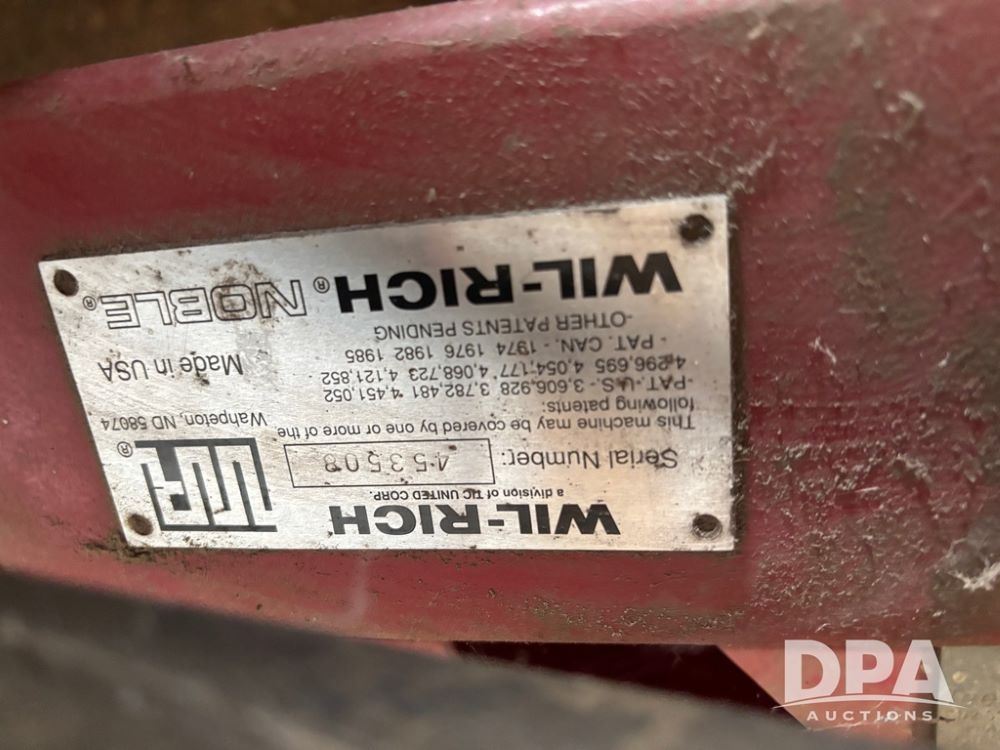 WIL-RICH
a division of TIC UNITED CORP.
Serial Number: 453508
Wahpeton, ND 58074
This machine may be covered by one or more of the
following patents:
-PAT.-U.S.- 3,606,928 3,782,481 4,451,052
4,296,695 4,054,177 4,068,723 4,121,852
- PAT. CAN. - 1974 1976 1982 1985
-OTHER PATENTS PENDING
Made in USA
WIL-RICH® NOBLE®
DPA
AUCTIONS